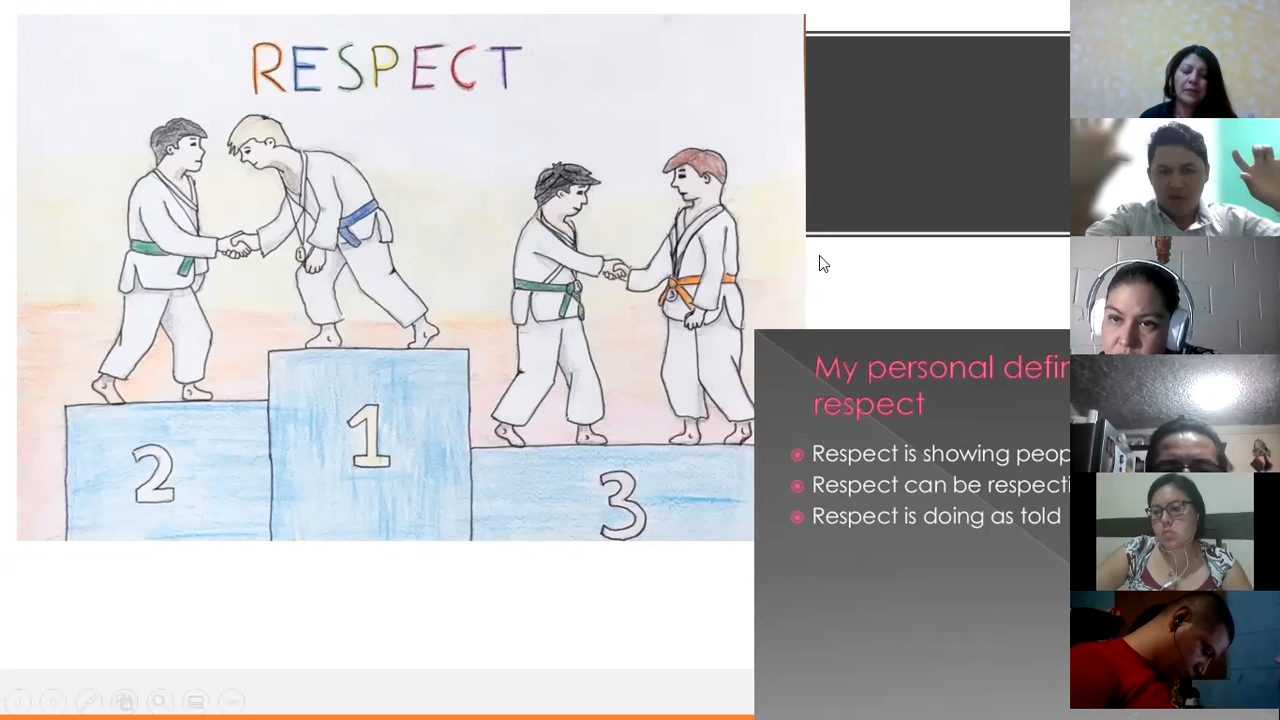 RESPECT
2
1
3
My personal defin
respect
Respect is showing peop
Respect can be respecti
Respect is doing as told